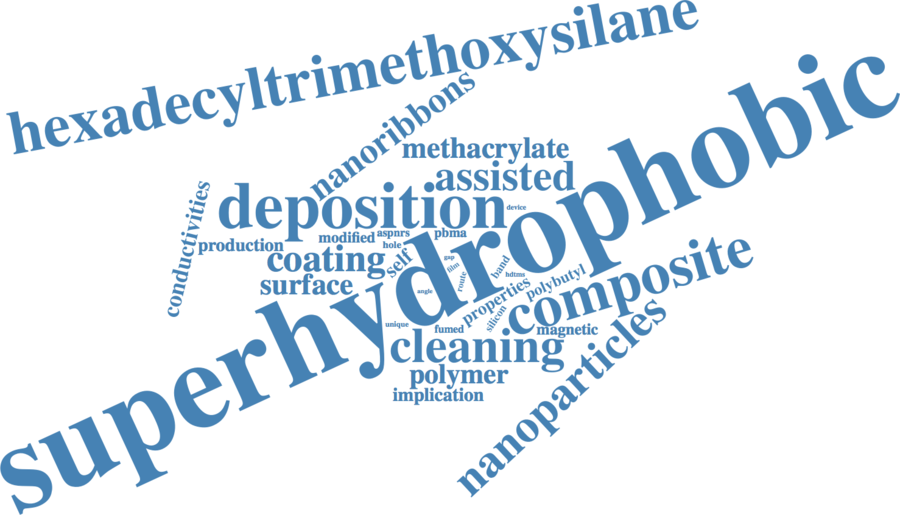 hexadecyltrimethoxysilane
nanoribbons
methacrylate
assisted
conductivities
deposition
device
production
modified
aspnrs
hole
pbma
superhydrophobic
coating
self
gap
film
route
band
hdtms
surface
angle
properties
polybutyl
composite
silicon
unique
fumed
magnetic
cleaning
nanoparticles
polymer
implication